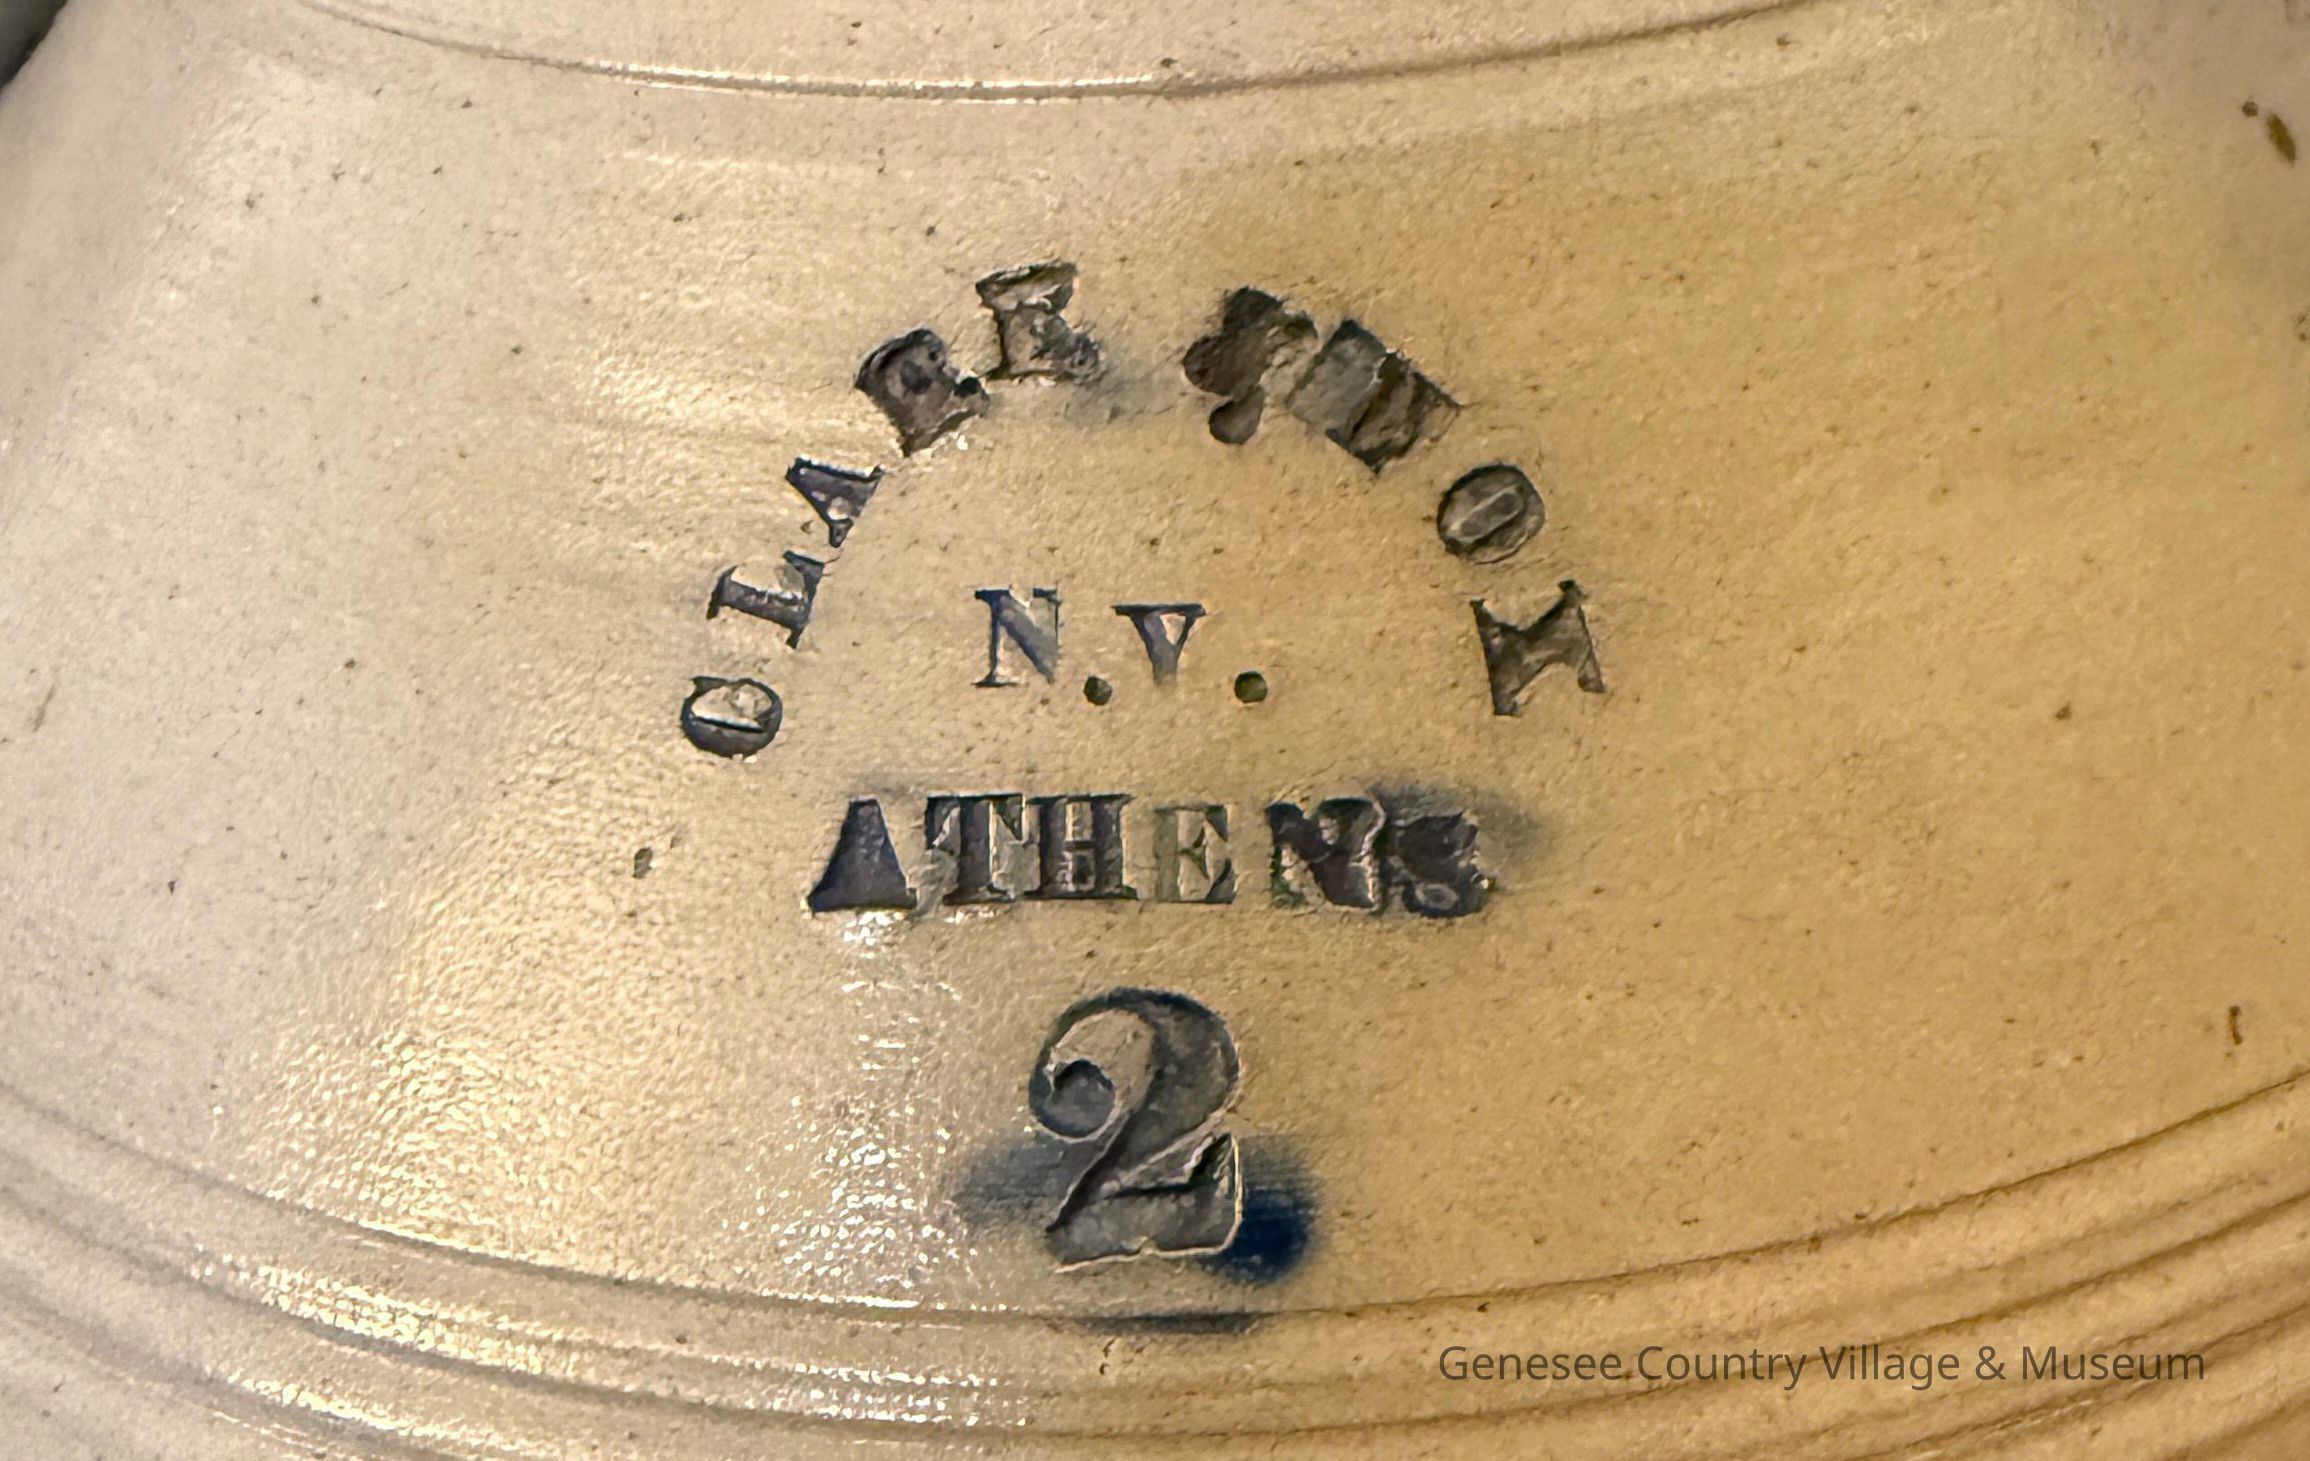 CLARK & FOX
N.Y.
ATHENS
2
Genesee Country Village & Museum